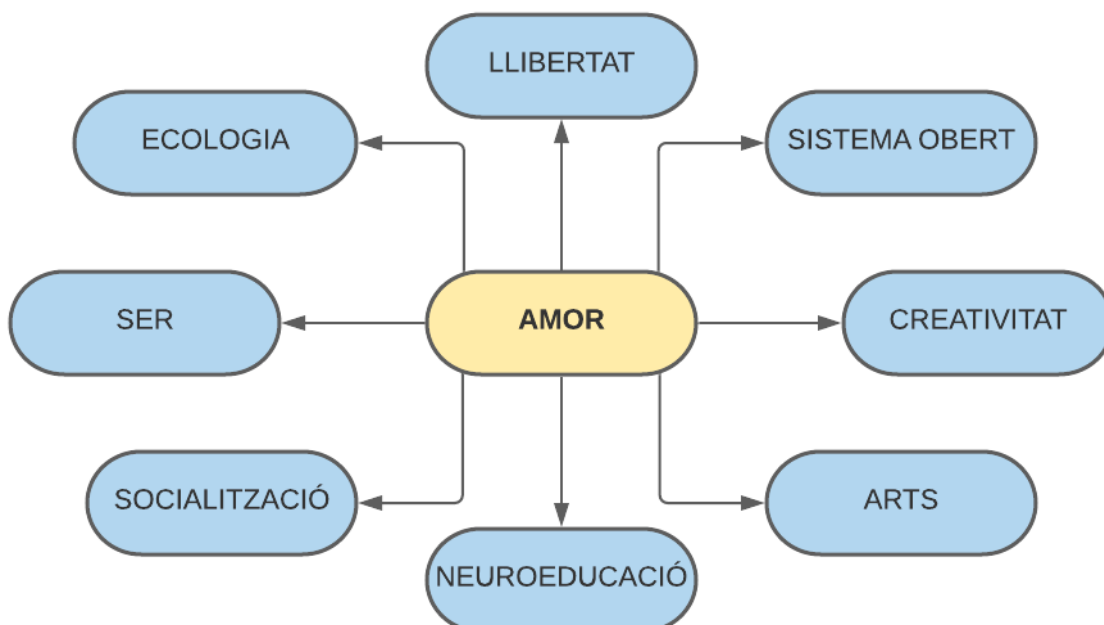 LLIBERTAT
ECOLOGIA
SISTEMA OBERT
SER
AMOR
CREATIVITAT
SOCIALITZACIÓ
ARTS
NEUROEDUCACIÓ